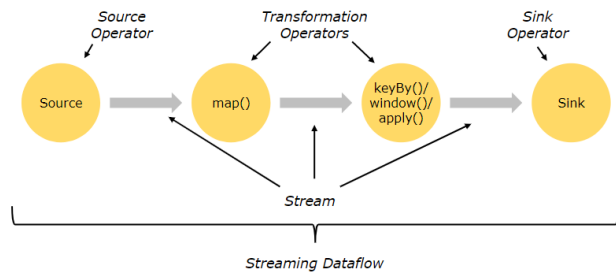 Source
Operator
Transformation
Operators
Sink
Operator
Source
map()
keyBy()/
window()/
apply()
Sink
Stream
Streaming Dataflow